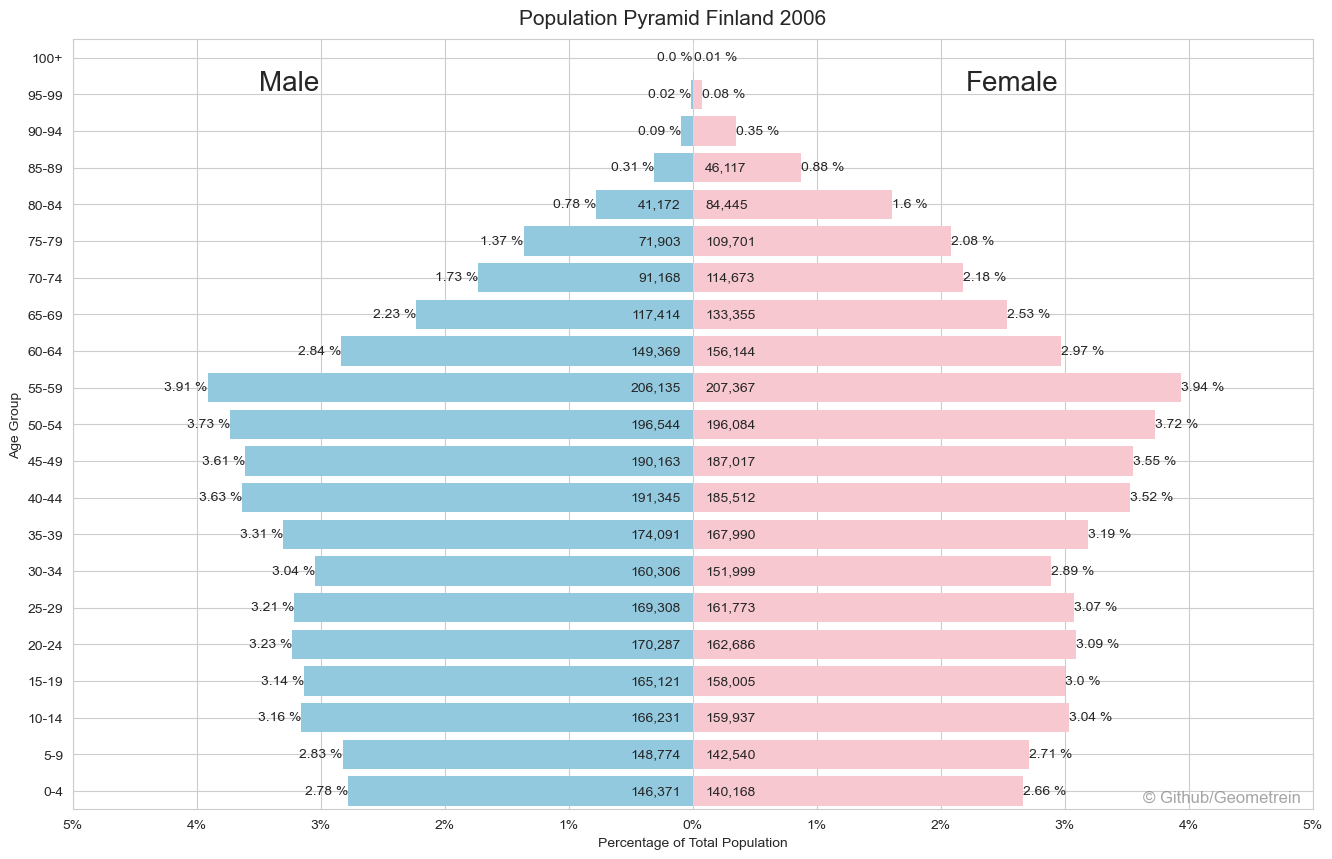 Population Pyramid Finland 2006
Male
Female
100+ 0.0 % 0.01 %
95-99 0.02 % 0.08 %
90-94 0.09 % 0.35 %
85-89 0.31 % 46,117 0.88 %
80-84 0.78 % 41,172 84,445 1.6 %
75-79 1.37 % 71,903 109,701 2.08 %
70-74 1.73 % 91,168 114,673 2.18 %
65-69 2.23 % 117,414 133,355 2.53 %
60-64 2.84 % 149,369 156,144 2.97 %
55-59 3.91 % 206,135 207,367 3.94 %
50-54 3.73 % 196,544 196,084 3.72 %
45-49 3.61 % 190,163 187,017 3.55 %
40-44 3.63 % 191,345 185,512 3.52 %
35-39 3.31 % 174,091 167,990 3.19 %
30-34 3.04 % 160,306 151,999 2.89 %
25-29 3.21 % 169,308 161,773 3.07 %
20-24 3.23 % 170,287 162,686 3.09 %
15-19 3.14 % 165,121 158,005 3.0 %
10-14 3.16 % 166,231 159,937 3.04 %
5-9 2.83 % 148,774 142,540 2.71 %
0-4 2.78 % 146,371 140,168 2.66 %
Age Group
© Github/Geometrein
5% 4% 3% 2% 1% 0% 1% 2% 3% 4% 5%
Percentage of Total Population